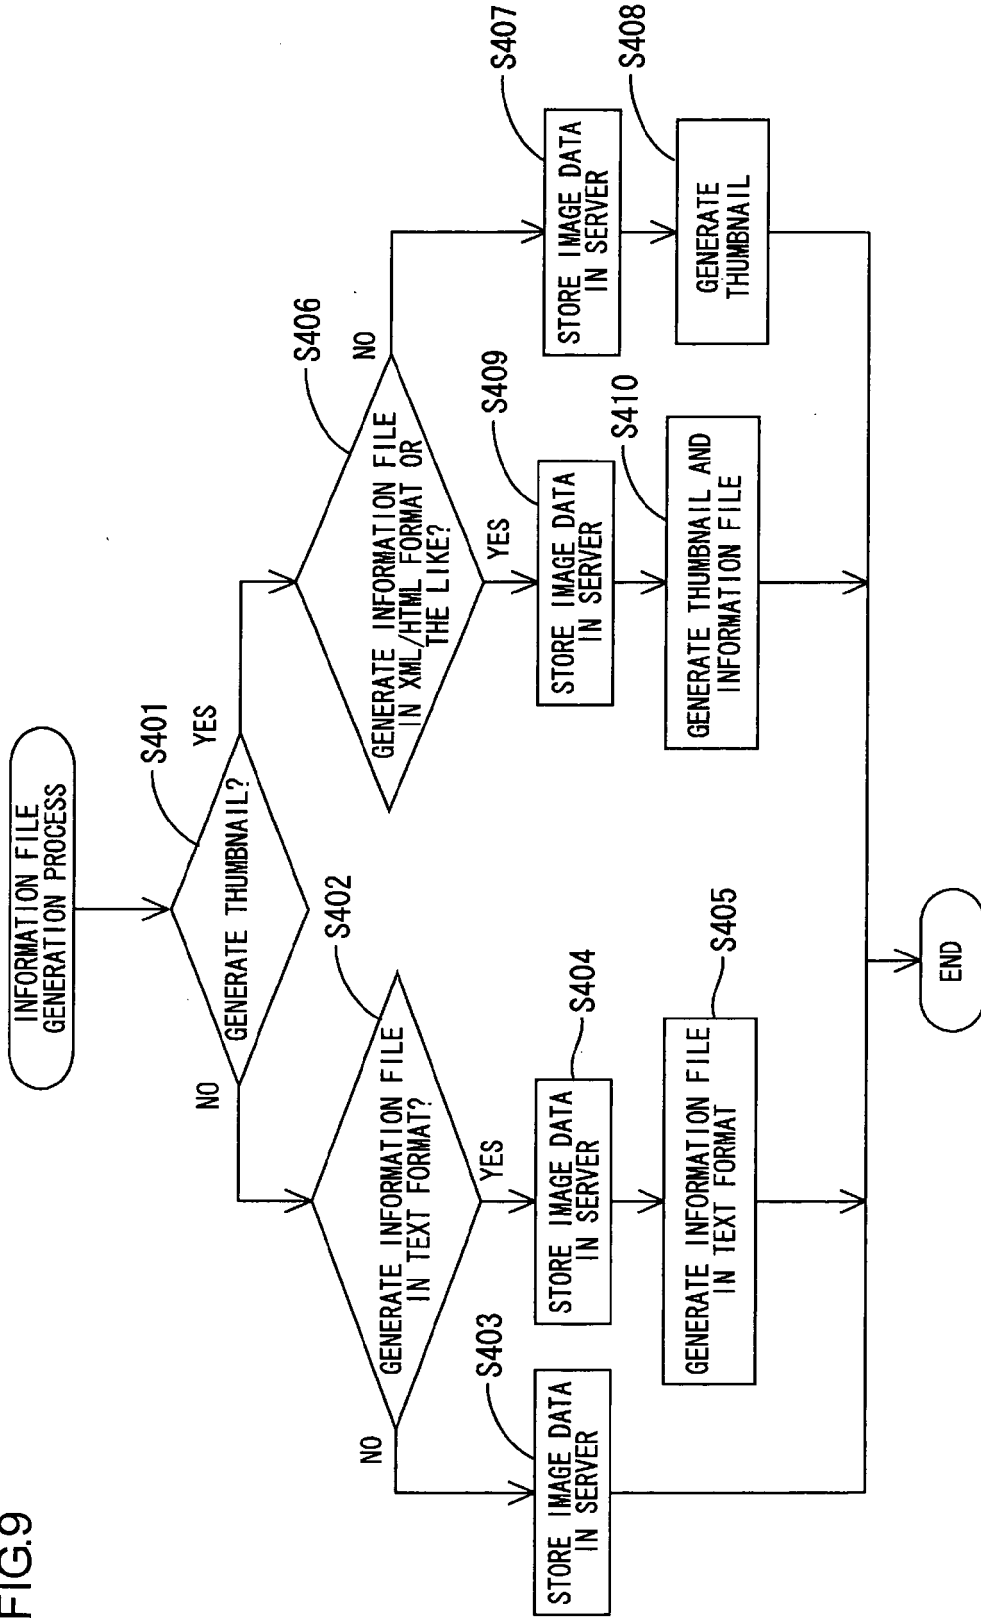 FIG.9
INFORMATION FILE
GENERATION PROCESS
S401
GENERATE THUMBNAIL?
NO
YES
S402
GENERATE INFORMATION FILE
IN TEXT FORMAT?
NO
YES
S406
GENERATE INFORMATION FILE
IN XML/HTML FORMAT OR
THE LIKE?
NO
YES
S403
STORE IMAGE DATA
IN SERVER
S404
STORE IMAGE DATA
IN SERVER
S409
STORE IMAGE DATA
IN SERVER
S407
STORE IMAGE DATA
IN SERVER
S405
GENERATE INFORMATION FILE
IN TEXT FORMAT
S410
GENERATE THUMBNAIL AND
INFORMATION FILE
S408
GENERATE
THUMBNAIL
END